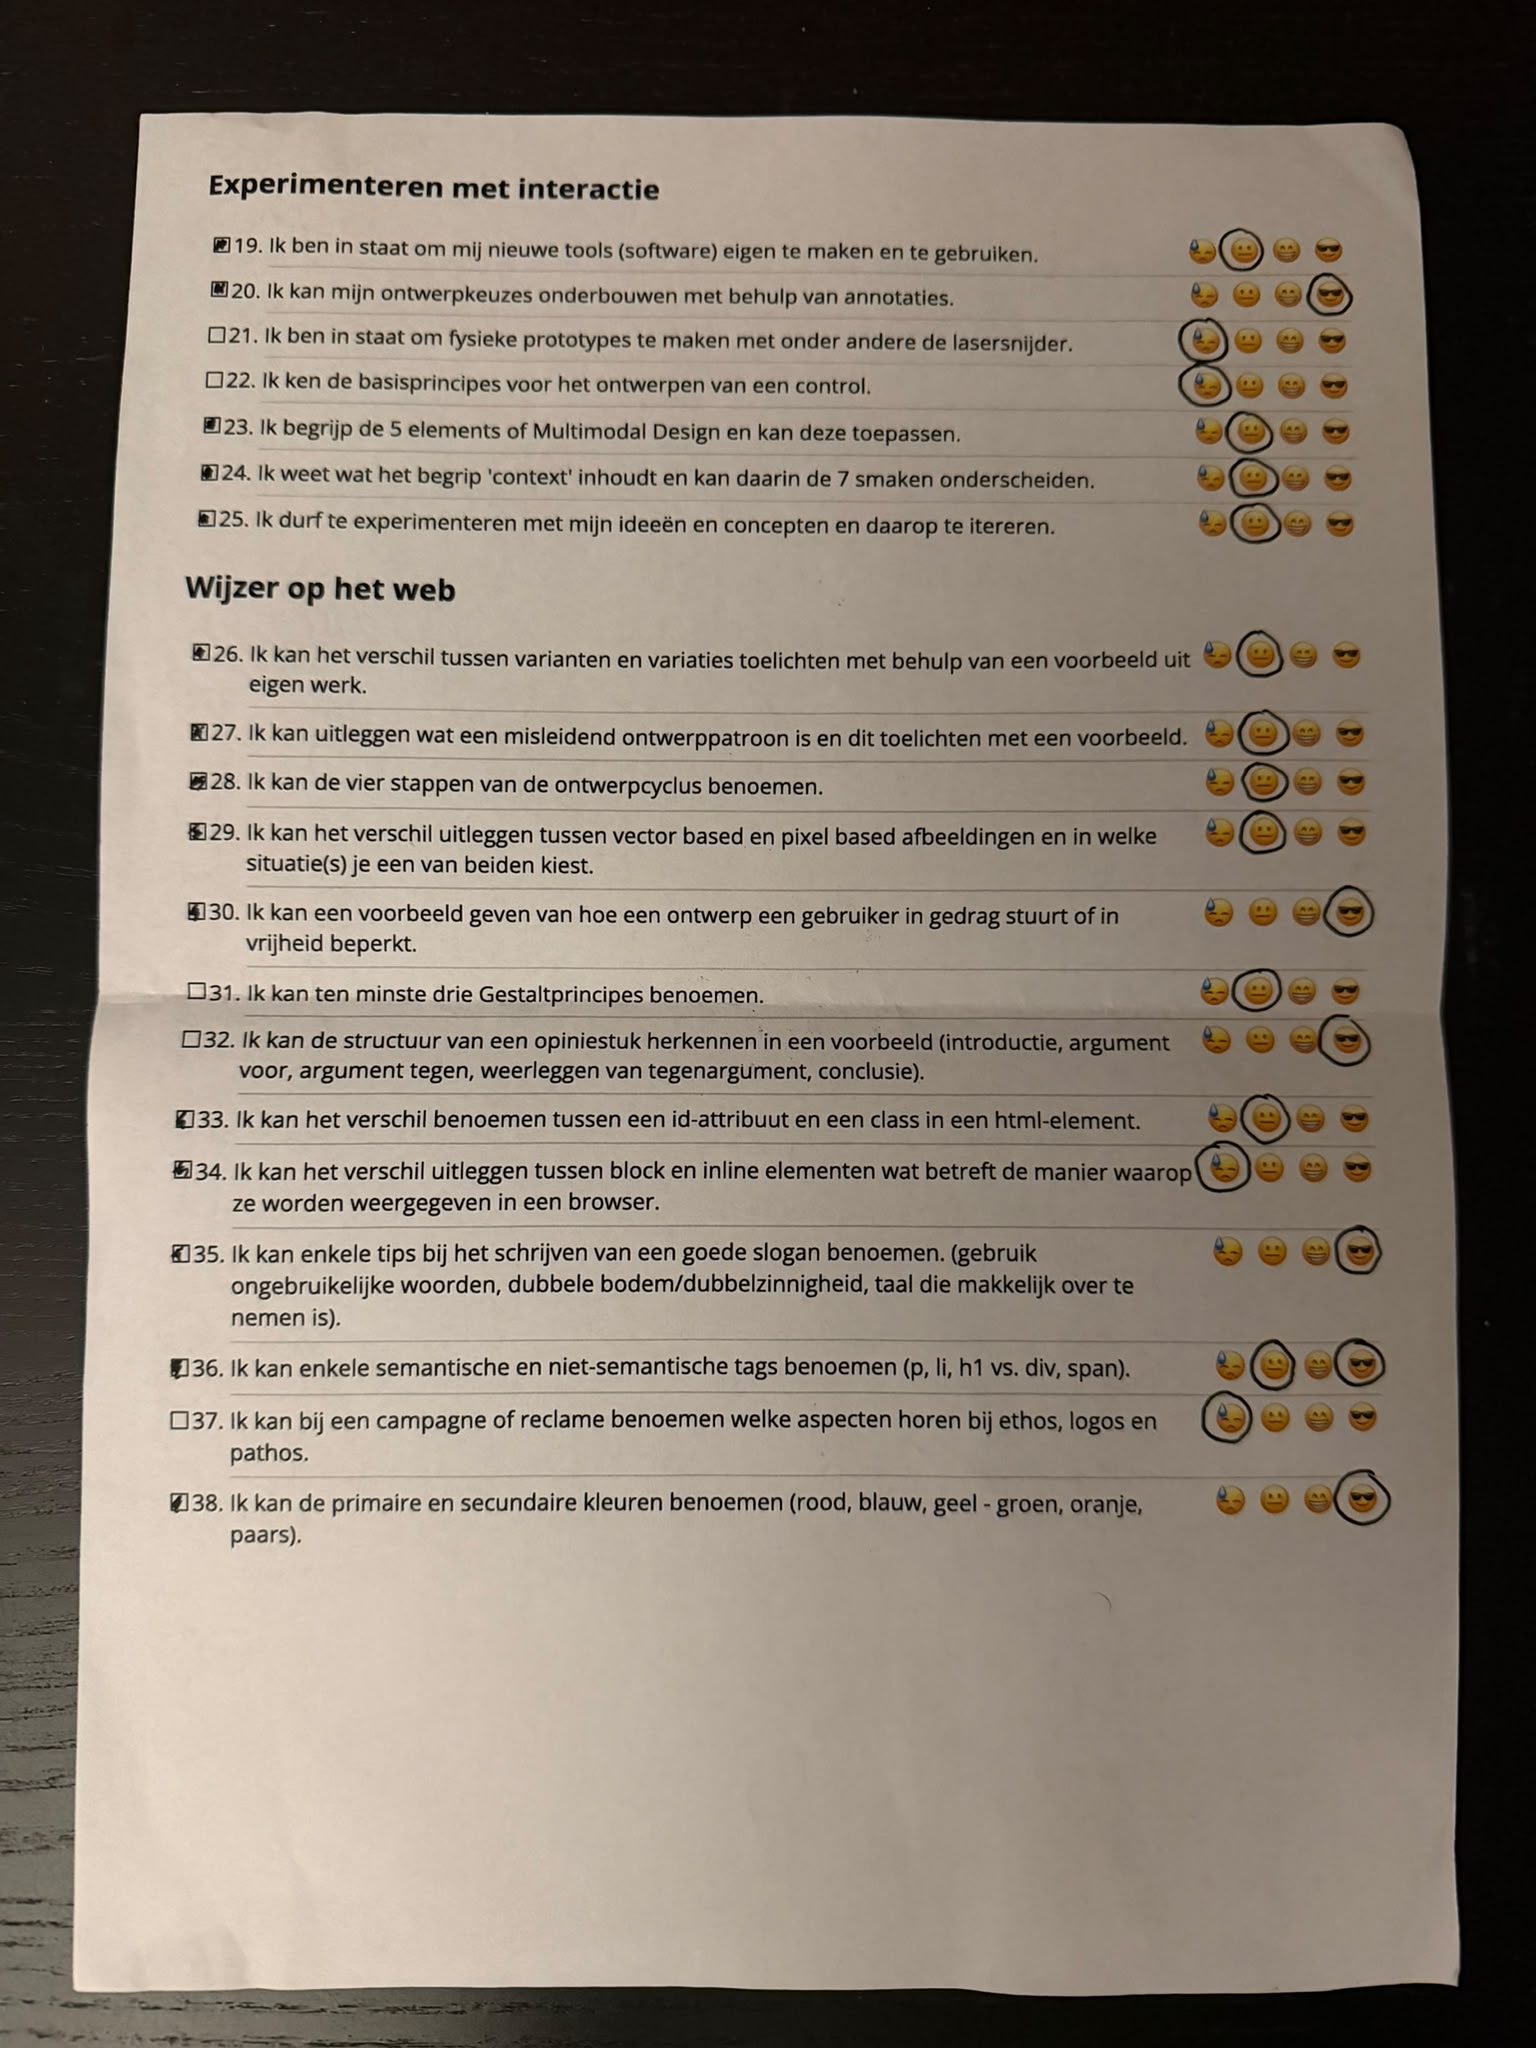 Experimenteren met interactie
19. Ik ben in staat om mij nieuwe tools (software) eigen te maken en te gebruiken.
20. Ik kan mijn ontwerpkeuzes onderbouwen met behulp van annotaties.
21. Ik ben in staat om fysieke prototypes te maken met onder andere de lasersnijder.
22. Ik ken de basisprincipes voor het ontwerpen van een control.
23. Ik begrijp de 5 elements of Multimodal Design en kan deze toepassen.
24. Ik weet wat het begrip 'context' inhoudt en kan daarin de 7 smaken onderscheiden.
25. Ik durf te experimenteren met mijn ideeën en concepten en daarop te itereren.
Wijzer op het web
26. Ik kan het verschil tussen varianten en variaties toelichten met behulp van een voorbeeld uit
eigen werk.
27. Ik kan uitleggen wat een misleidend ontwerppatroon is en dit toelichten met een voorbeeld.
28. Ik kan de vier stappen van de ontwerpcyclus benoemen.
29. Ik kan het verschil uitleggen tussen vector based en pixel based afbeeldingen en in welke
situatie(s) je een van beiden kiest.
30. Ik kan een voorbeeld geven van hoe een ontwerp een gebruiker in gedrag stuurt of in
vrijheid beperkt.
31. Ik kan ten minste drie Gestaltprincipes benoemen.
32. Ik kan de structuur van een opiniestuk herkennen in een voorbeeld (introductie, argument
voor, argument tegen, weerleggen van tegenargument, conclusie).
33. Ik kan het verschil benoemen tussen een id-attribuut en een class in een html-element.
34. Ik kan het verschil uitleggen tussen block en inline elementen wat betreft de manier waarop
ze worden weergegeven in een browser.
35. Ik kan enkele tips bij het schrijven van een goede slogan benoemen. (gebruik
ongebruikelijke woorden, dubbele bodem/dubbelzinnigheid, taal die makkelijk over te
nemen is).
36. Ik kan enkele semantische en niet-semantische tags benoemen (p, li, h1 vs. div, span).
37. Ik kan bij een campagne of reclame benoemen welke aspecten horen bij ethos, logos en
pathos.
38. Ik kan de primaire en secundaire kleuren benoemen (rood, blauw, geel - groen, oranje,
paars).